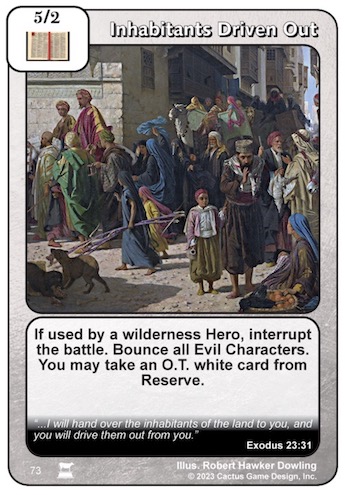 5/2
Inhabitants Driven Out
If used by a wilderness Hero, interrupt
the battle. Bounce all Evil Characters.
You may take an O.T. white card from
Reserve.
"...I will hand over the inhabitants of the land to you, and
you will drive them out from you."
Exodus 23:31
Illus. Robert Hawker Dowling
73
© 2023 Cactus Game Design, Inc.